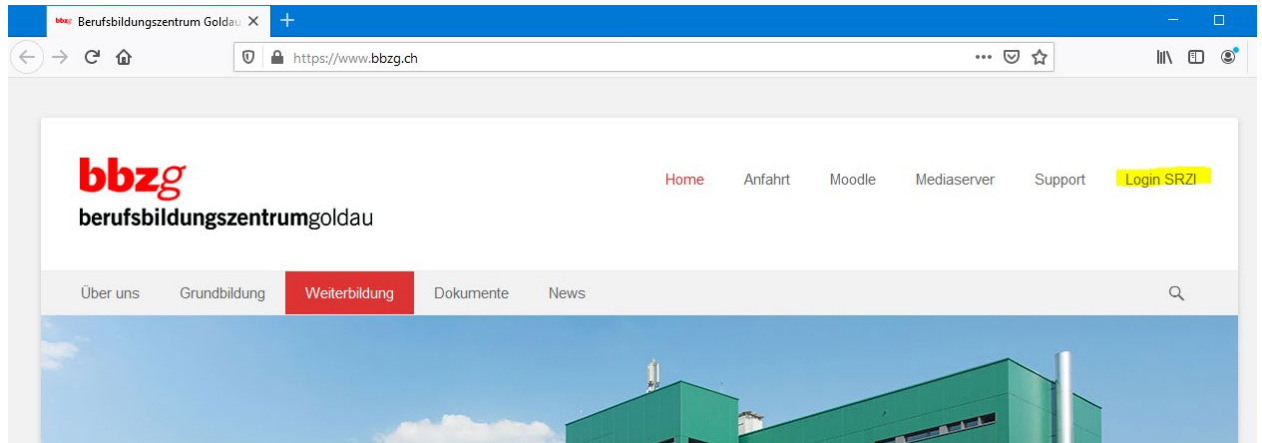 bbzg Berufsbildungszentrum Goldau
https://www.bbzg.ch
bbzg
berufsbildungszentrumgoldau
Home Anfahrt Moodle Mediaserver Support Login SRZI
Über uns Grundbildung Weiterbildung Dokumente News